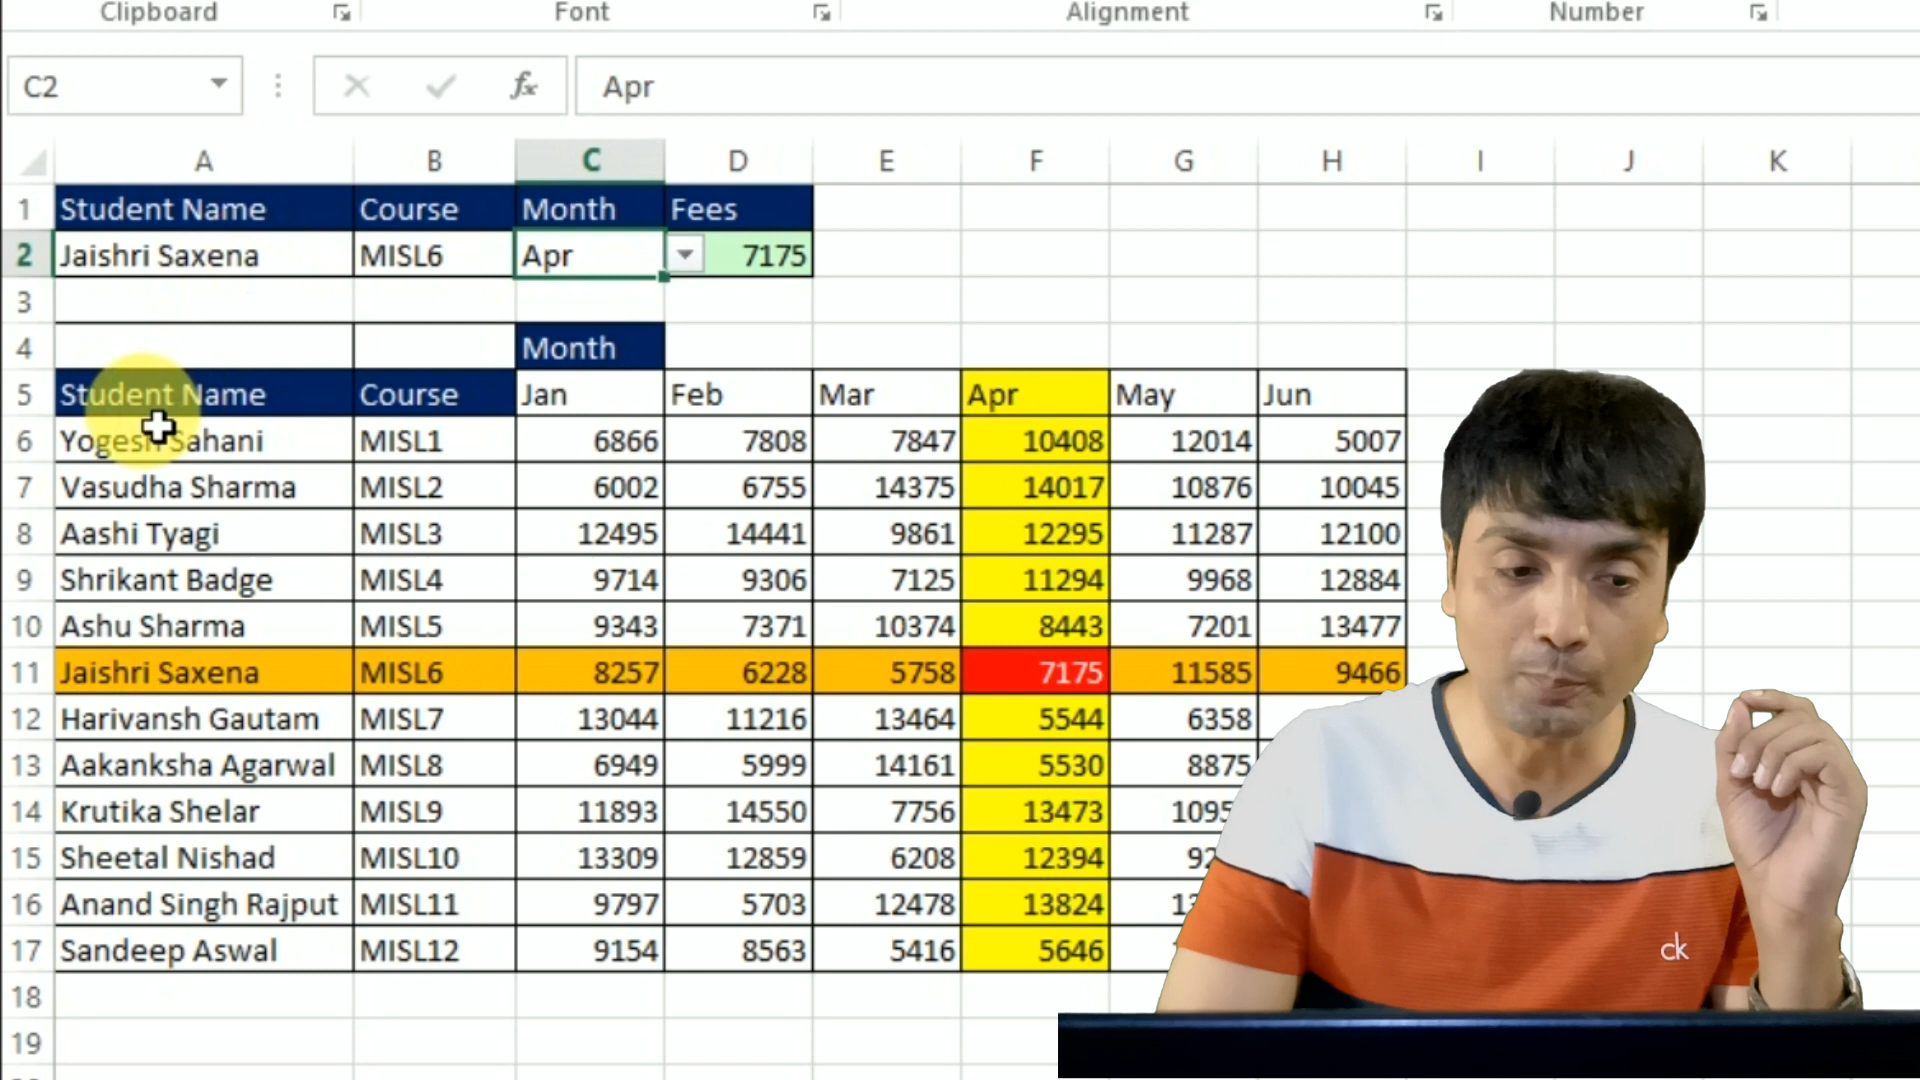 Clipboard Font Alignment Number
C2 fx Apr
A B C D E F G H I J K
1 Student Name Course Month Fees
2 Jaishri Saxena MISL6 Apr 7175
3
4 Month
5 Student Name Course Jan Feb Mar Apr May Jun
6 Yogesh Sahani MISL1 6866 7808 7847 10408 12014 5007
7 Vasudha Sharma MISL2 6002 6755 14375 14017 10876 10045
8 Aashi Tyagi MISL3 12495 14441 9861 12295 11287 12100
9 Shrikant Badge MISL4 9714 9306 7125 11294 9968 12884
10 Ashu Sharma MISL5 9343 7371 10374 8443 7201 13477
11 Jaishri Saxena MISL6 8257 6228 5758 7175 11585 9466
12 Harivansh Gautam MISL7 13044 11216 13464 5544 6358
13 Aakanksha Agarwal MISL8 6949 5999 14161 5530 8875
14 Krutika Shelar MISL9 11893 14550 7756 13473
15 Sheetal Nishad MISL10 13309 12859 6208 12394
16 Anand Singh Rajput MISL11 9797 5703 12478 13824
17 Sandeep Aswal MISL12 9154 8563 5416 5646
18
19
ck